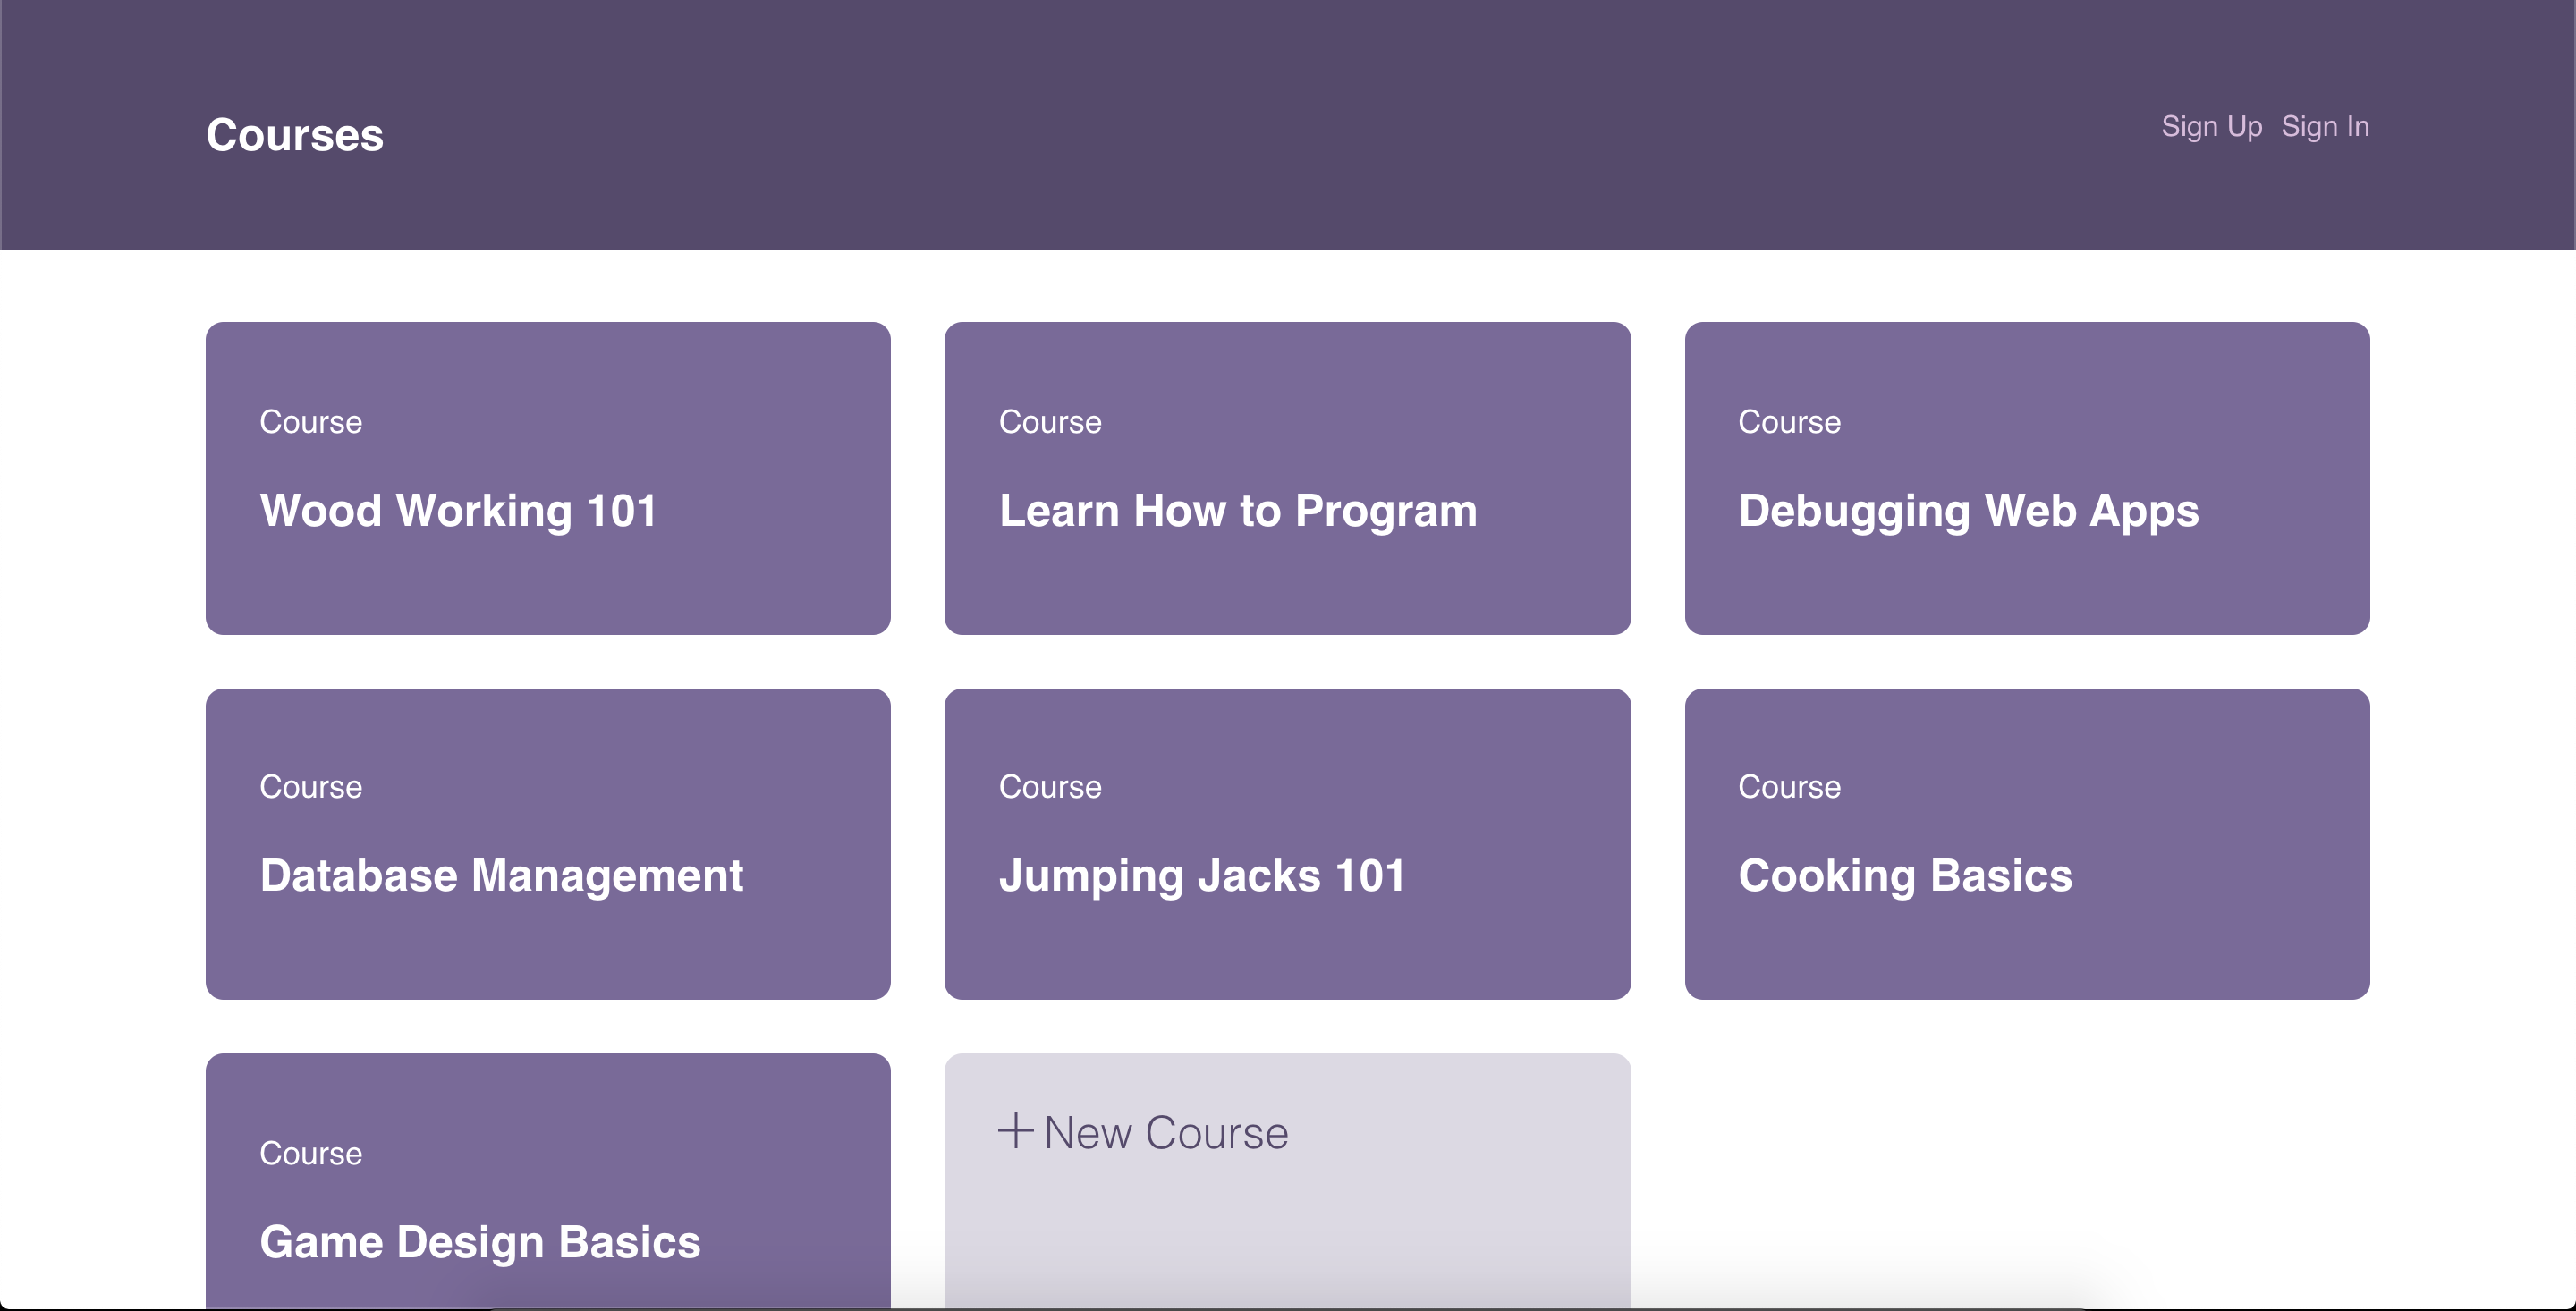 Courses
Sign Up Sign In
Course
Wood Working 101
Course
Learn How to Program
Course
Debugging Web Apps
Course
Database Management
Course
Jumping Jacks 101
Course
Cooking Basics
Course
Game Design Basics
+ New Course